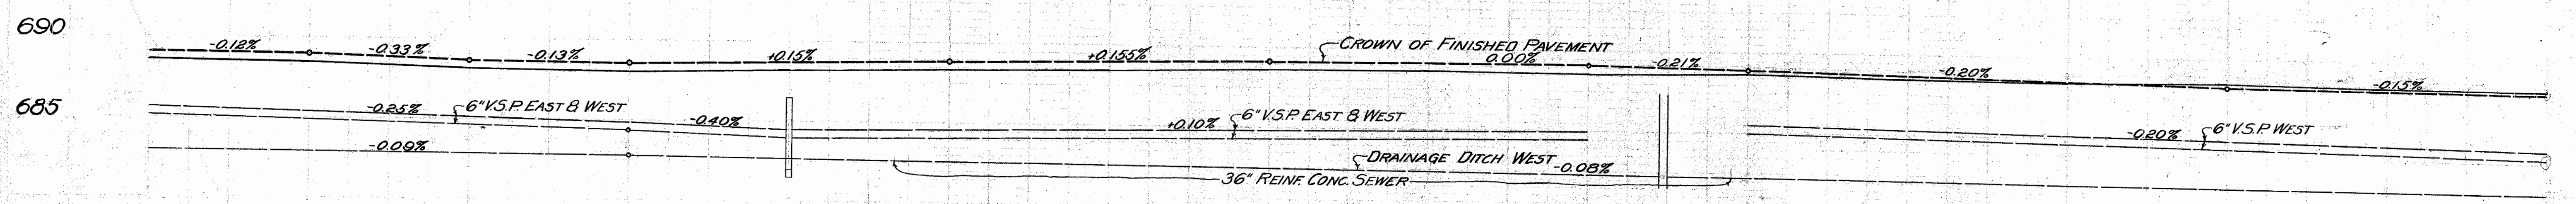 690
-0.12%
-0.33%
-0.13%
+0.15%
+0.155%
CROWN OF FINISHED PAVEMENT
0.00%
-0.21%
-0.20%
-0.15%
685
-0.25%
6" V.S.P. EAST & WEST
-0.40%
+0.10%
6" V.S.P. EAST & WEST
-0.20%
6" V.S.P. WEST
-0.09%
DRAINAGE DITCH WEST
-0.08%
36" REINF. CONC. SEWER